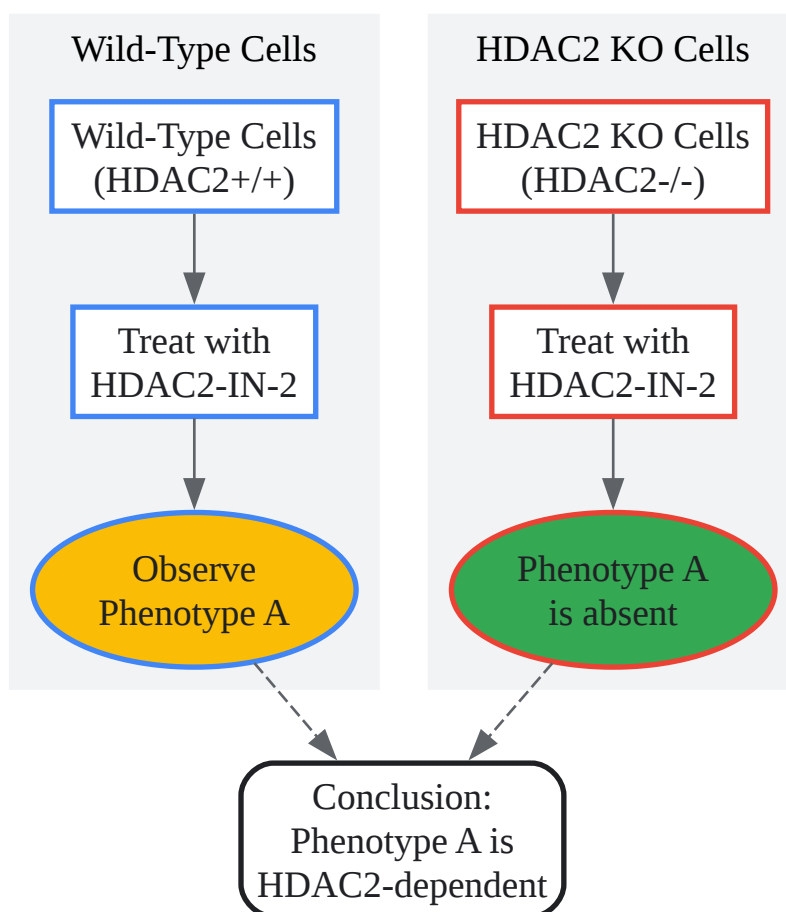 Wild-Type Cells
Wild-Type Cells
(HDAC2+/+)
Treat with
HDAC2-IN-2
Observe
Phenotype A
HDAC2 KO Cells
HDAC2 KO Cells
(HDAC2-/-)
Treat with
HDAC2-IN-2
Phenotype A
is absent
Conclusion:
Phenotype A is
HDAC2-dependent